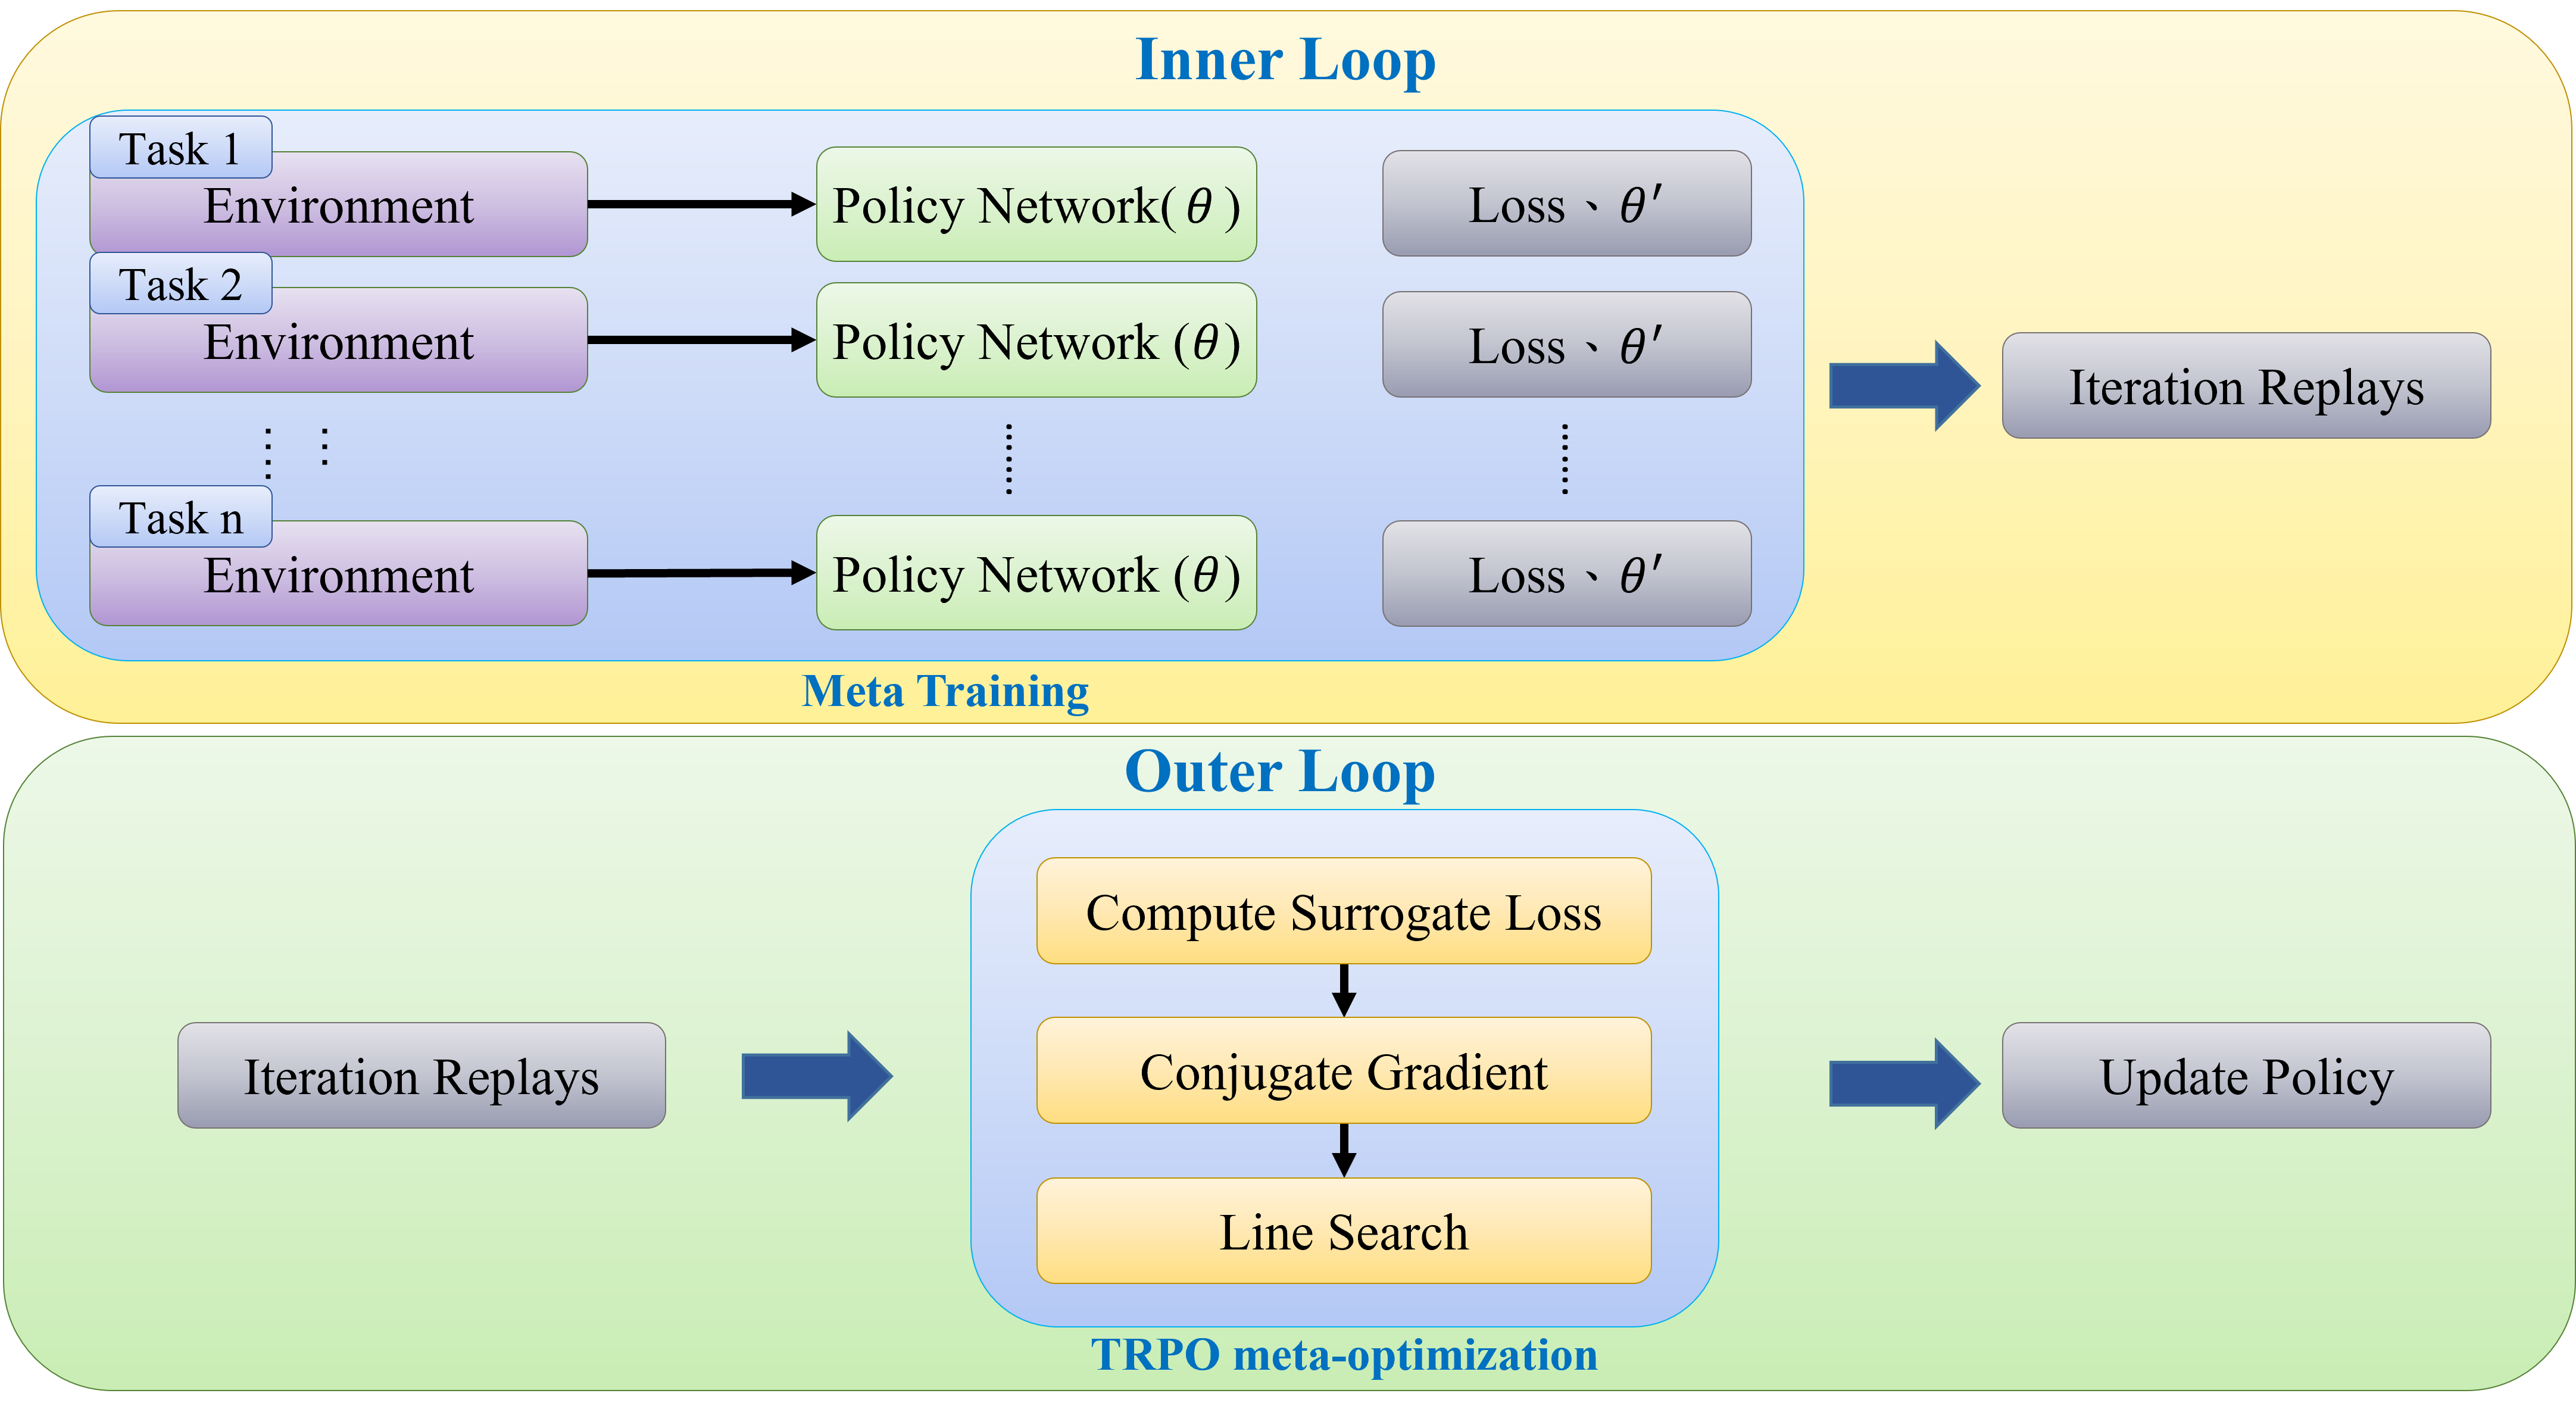 Inner Loop
Task 1
Environment
Policy Network( θ )
Loss、θ′
Task 2
Environment
Policy Network (θ)
Loss、θ′
Iteration Replays
Task n
Environment
Policy Network (θ)
Loss、θ′
Meta Training
Outer Loop
Iteration Replays
Compute Surrogate Loss
Conjugate Gradient
Line Search
Update Policy
TRPO meta-optimization